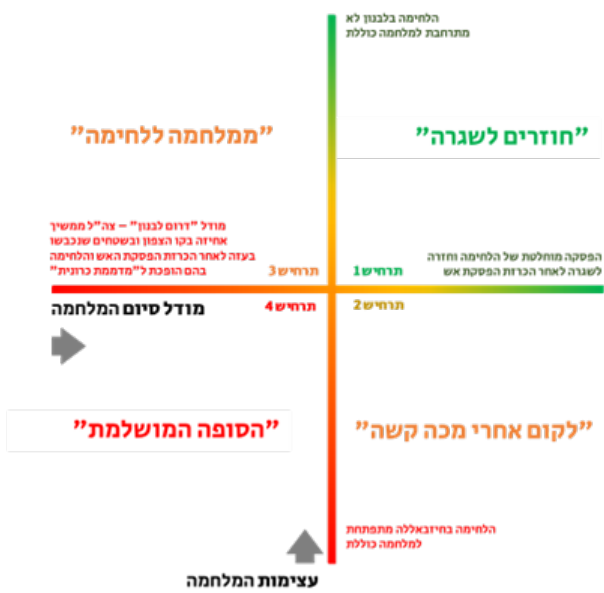 הלחימה בלבנון לא
מתרחבת למלחמה כוללת
"חוזרים לשגרה"
"ממלחמה ללחימה"
הפסקה מוחלטת של הלחימה וחזרה
לשגרה לאחר הכרזת הפסקת אש
מודל "דרום לבנון" – צה"ל ממשיך
אחיזה בקו הצפון ובשטחים שנכבשו
בעזה לאחר הכרזת הפסקת האש והלחימה
בהם הופכת ל"מדממת כרונית"
תרחיש 1
תרחיש 3
תרחיש 2
תרחיש 4
מודל סיום המלחמה
"לקום אחרי מכה קשה"
"הסופה המושלמת"
הלחימה בחיזבאללה מתפתחת
למלחמה כוללת
עצימות המלחמה